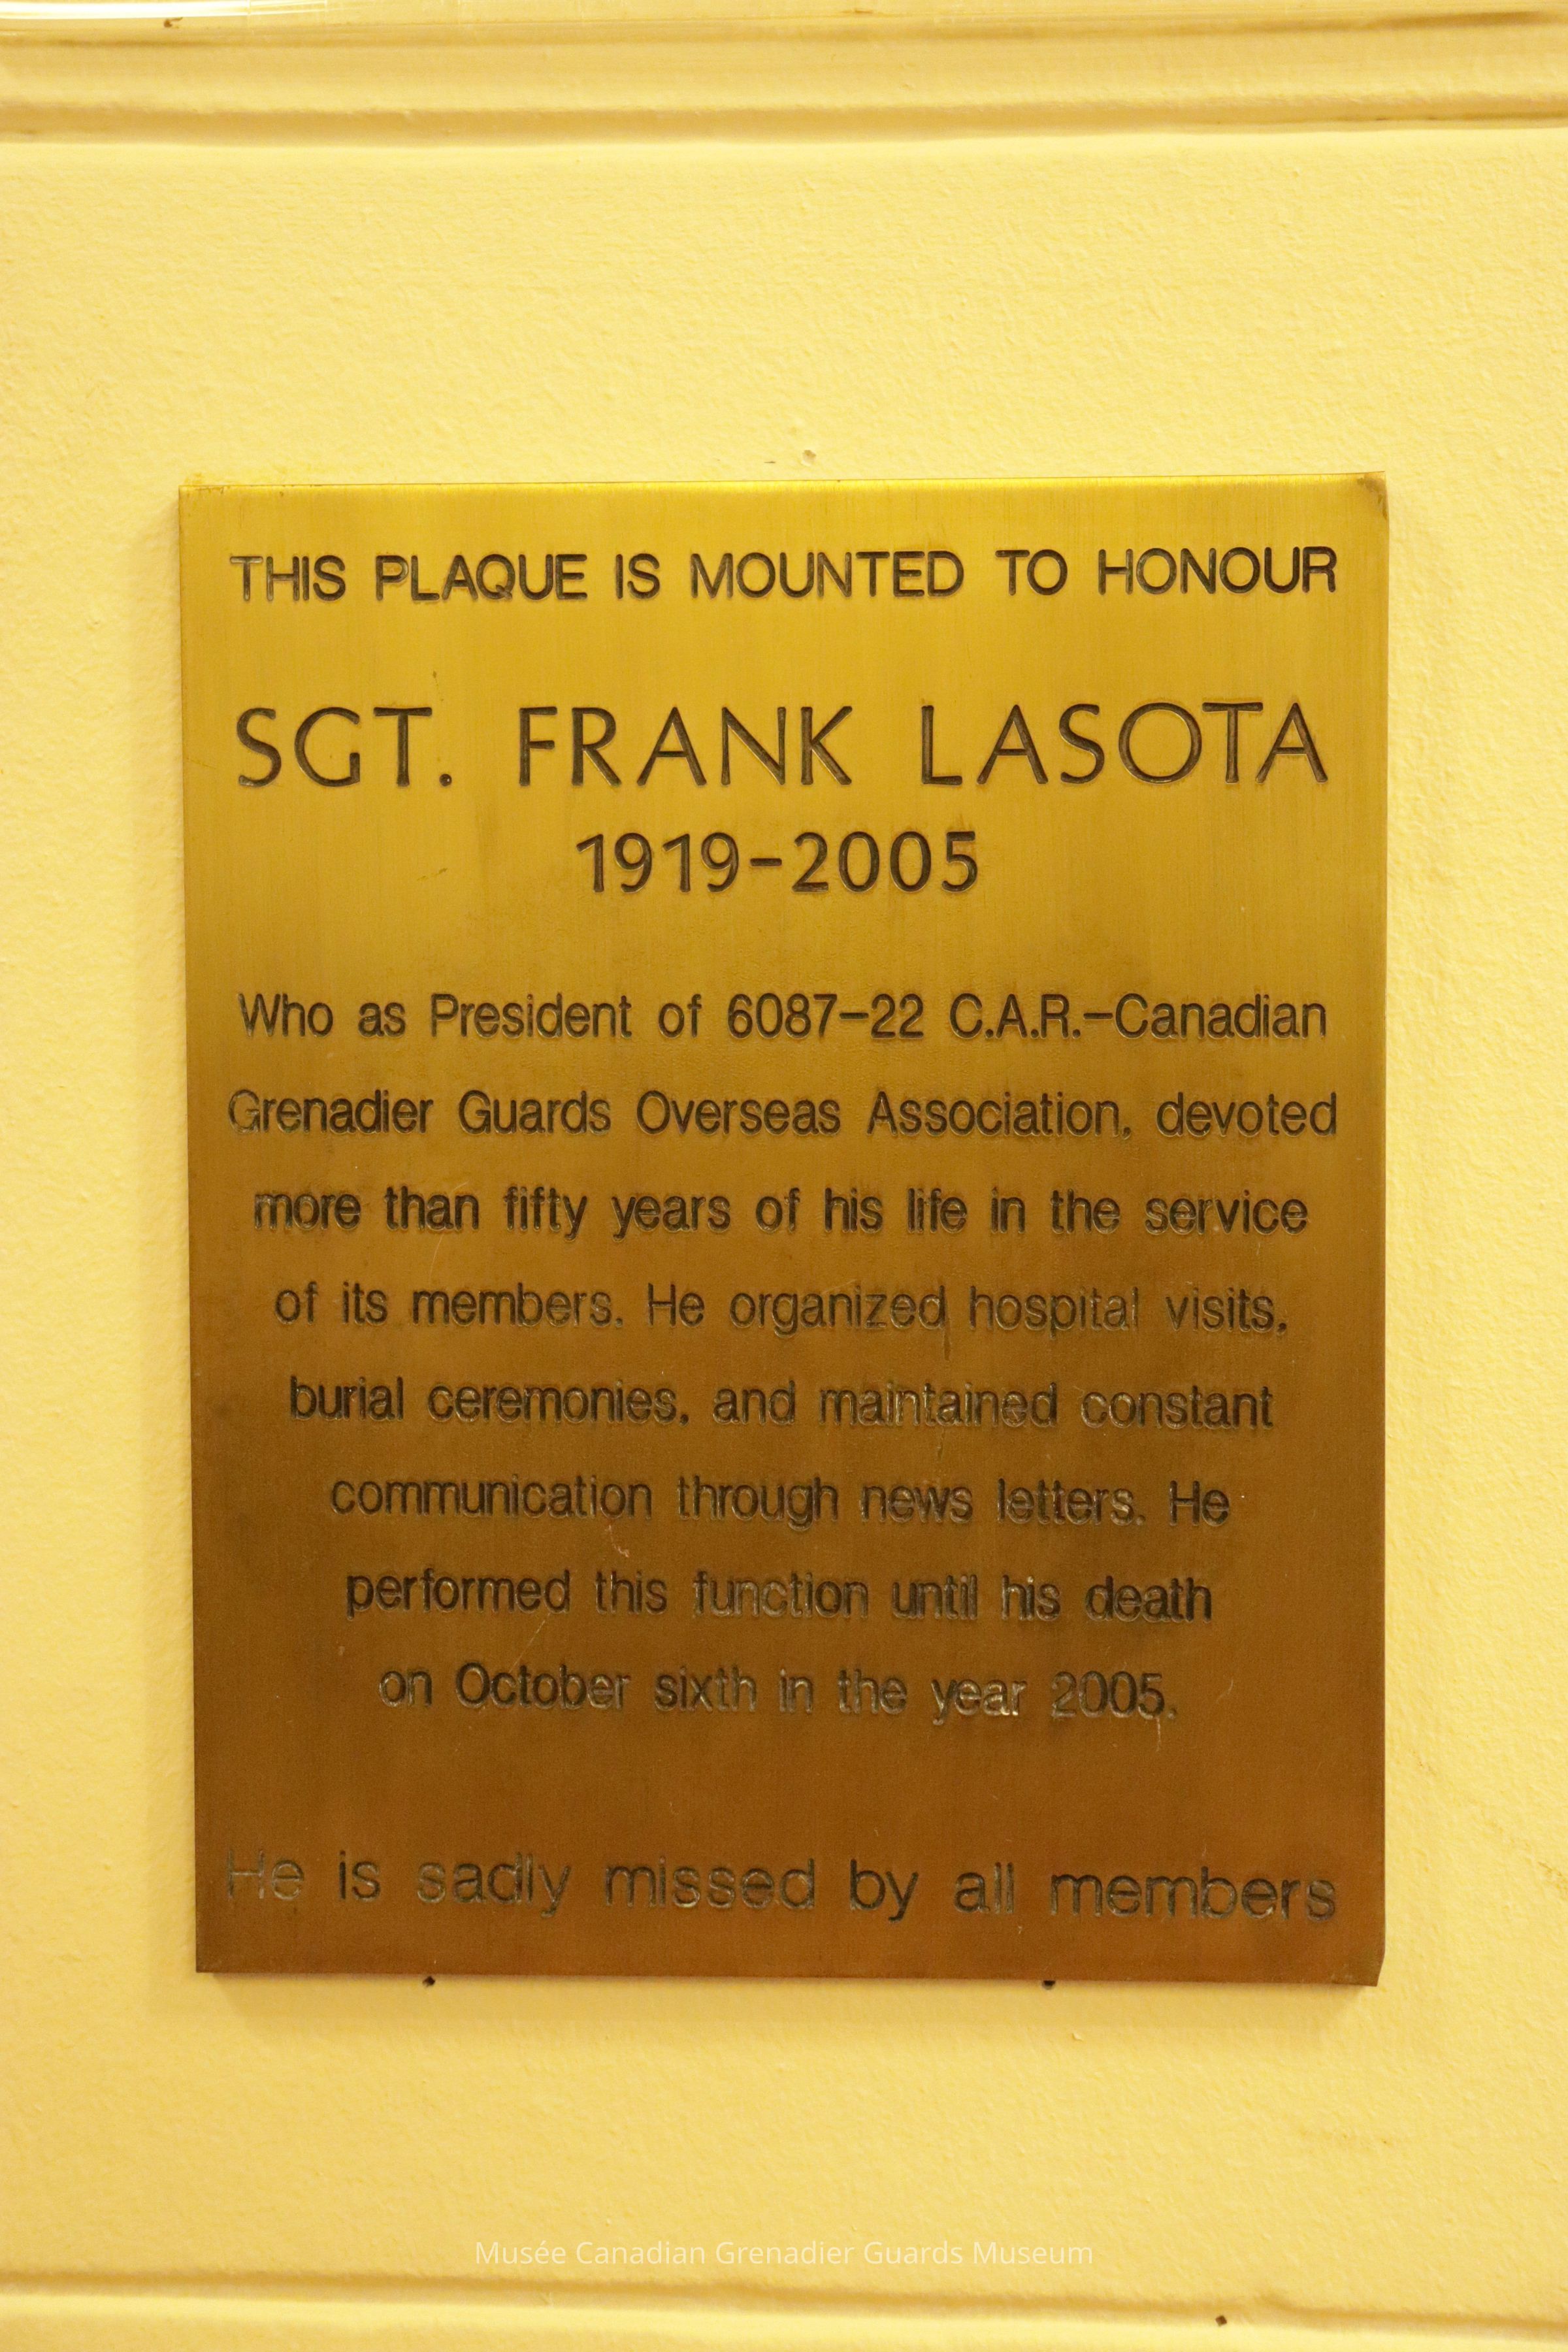 THIS PLAQUE IS MOUNTED TO HONOUR
SGT. FRANK LASOTA
1919-2005
Who as President of 6087-22 C.A.R.-Canadian
Grenadier Guards Overseas Association, devoted
more than fifty years of his life in the service
of its members. He organized hospital visits,
burial ceremonies, and maintained constant
communication through news letters. He
performed this function until his death
on October sixth in the year 2005.
He is sadly missed by all members
Musée Canadian Grenadier Guards Museum